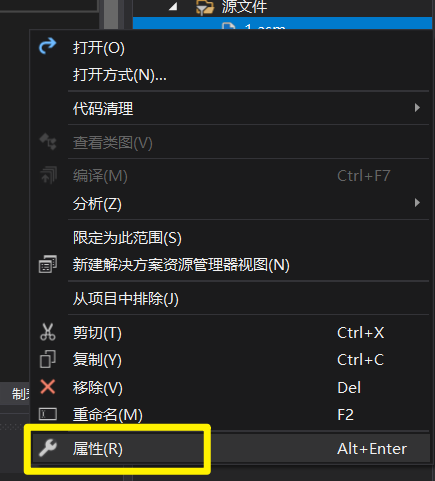 源文件
1.asm
打开(O)
打开方式(N)...
代码清理
查看类图(V)
编译(M) Ctrl+F7
分析(Z)
限定为此范围(S)
新建解决方案资源管理器视图(N)
从项目中排除(J)
剪切(T) Ctrl+X
复制(Y) Ctrl+C
移除(V) Del
重命名(M) F2
属性(R) Alt+Enter